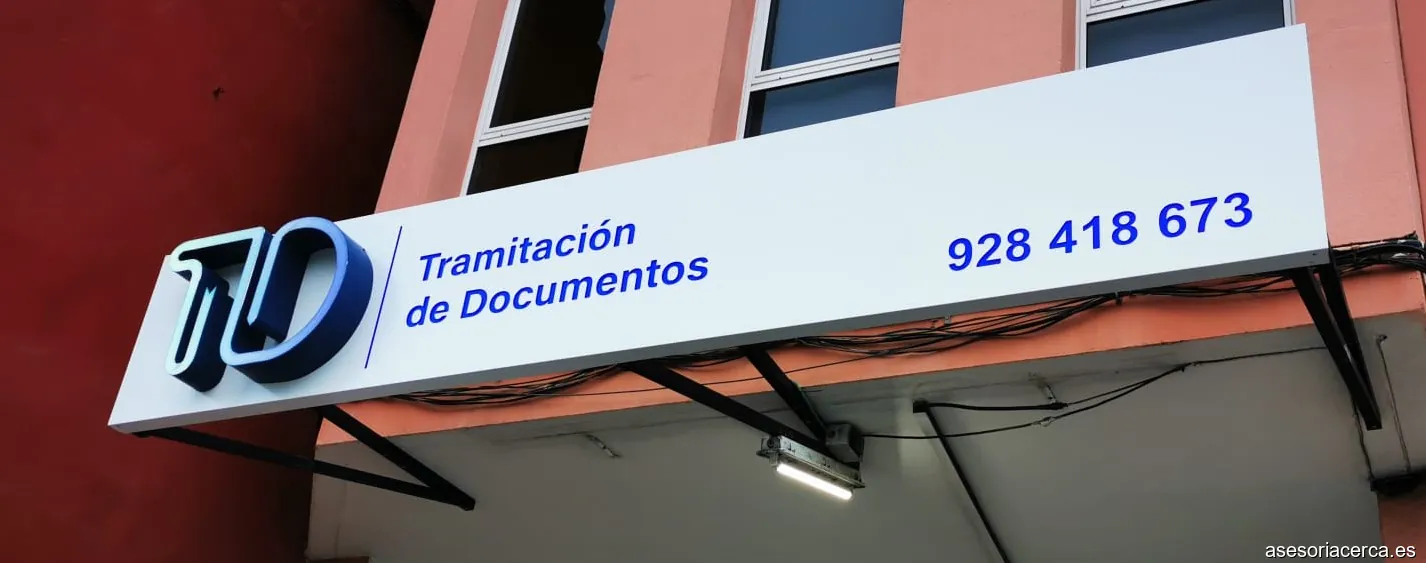 TD
Tramitación
de Documentos
928 418 673
asesoriacerca.es